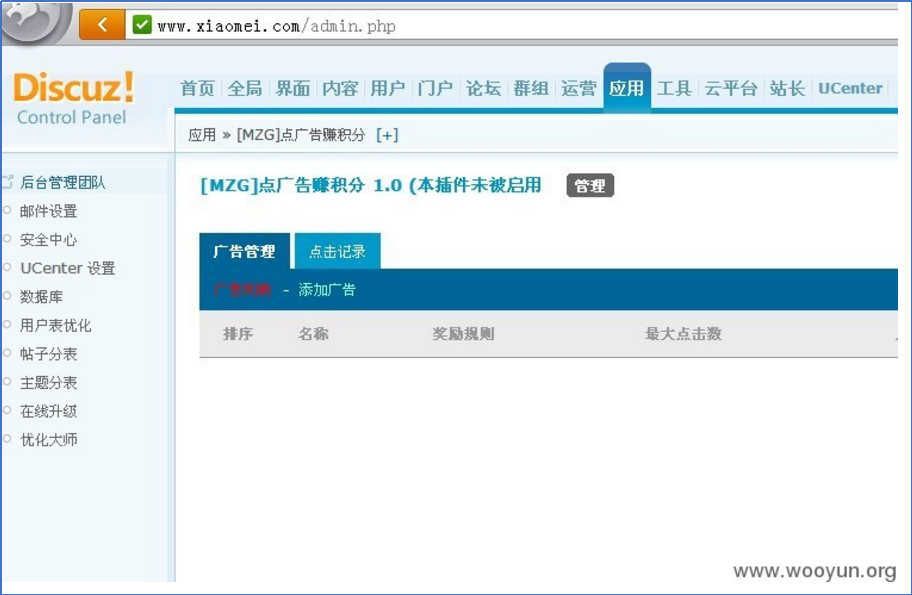 www.xiaomei.com/admin.php
Discuz!
Control Panel
首页 全局 界面 内容 用户 门户 论坛 群组 运营 应用 工具 云平台 站长 UCenter
应用 » [MZG]点广告赚积分 [+]
后台管理团队
邮件设置
安全中心
UCenter 设置
数据库
用户表优化
帖子分表
主题分表
在线升级
优化大师
[MZG]点广告赚积分 1.0 (本插件未被启用
管理
广告管理 点击记录
- 添加广告
排序 名称 奖励规则 最大点击数
www.wooyun.org